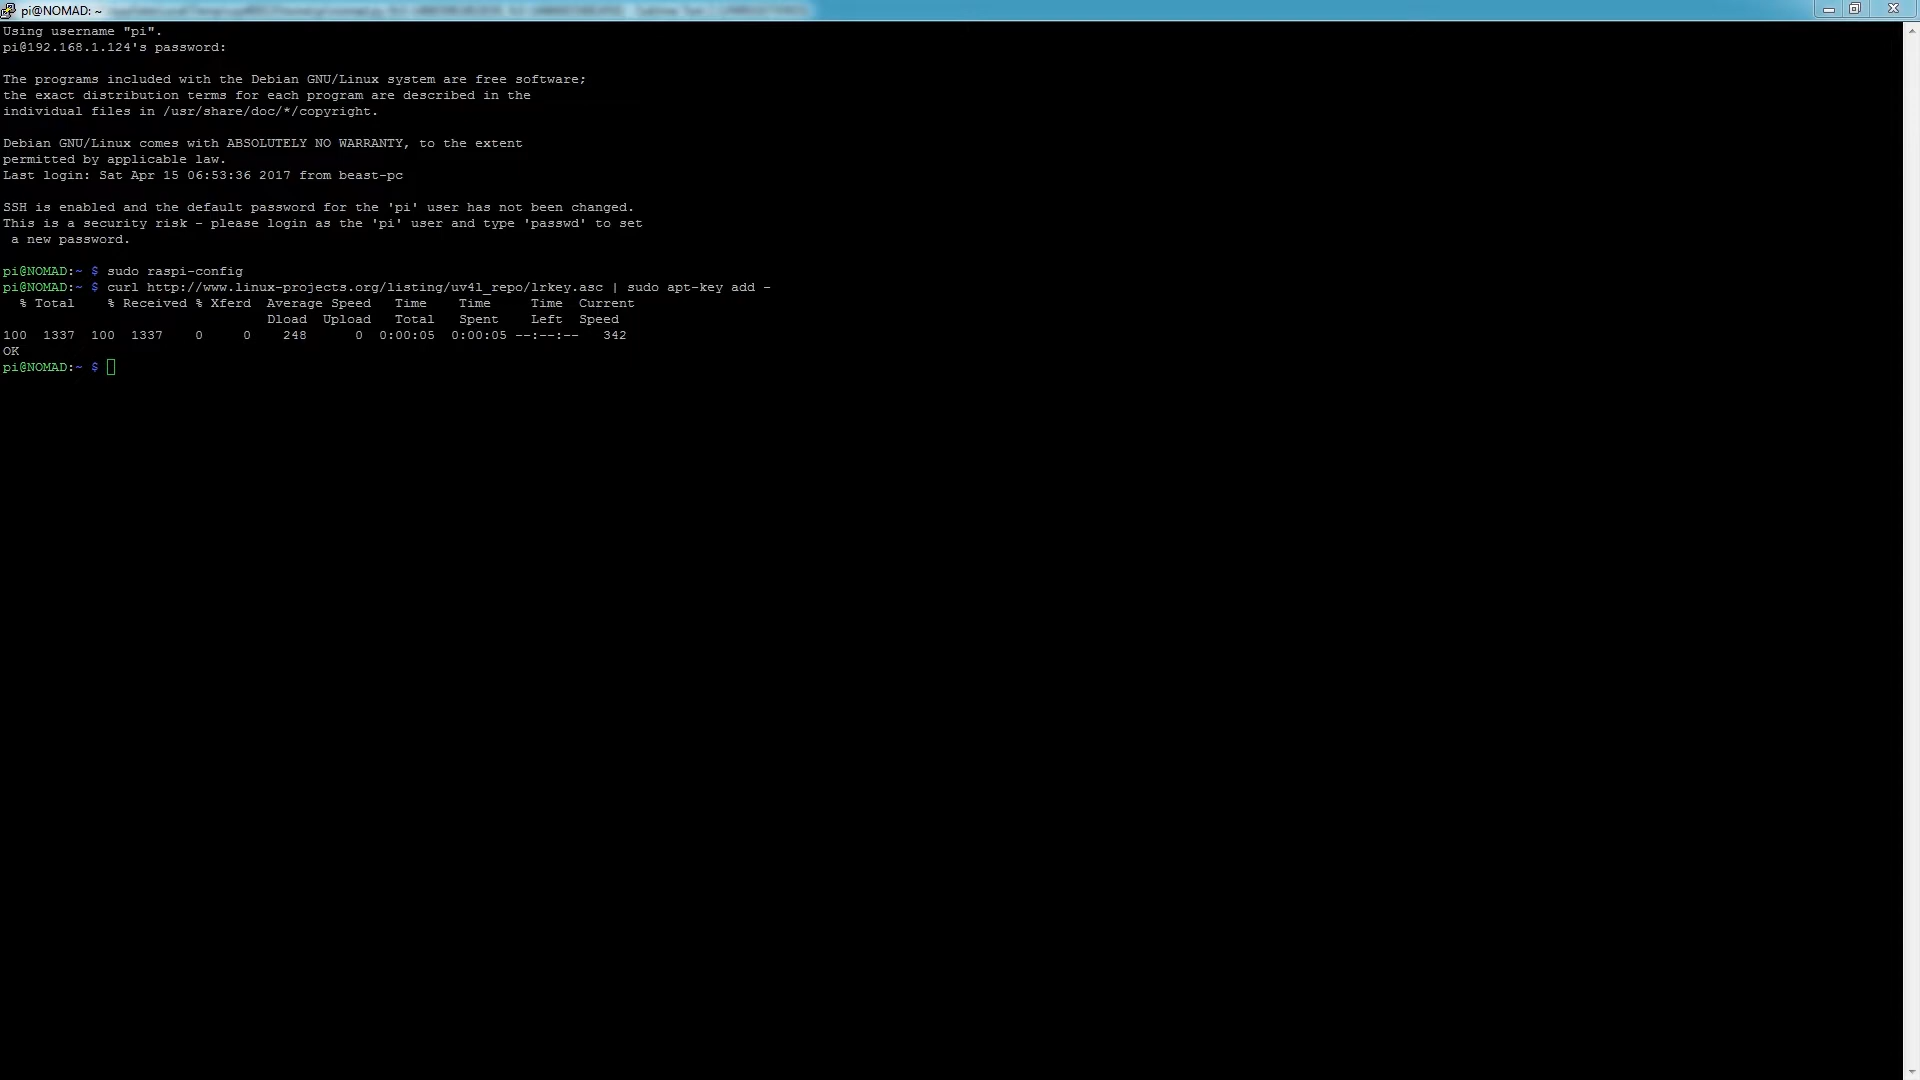 pi@NOMAD: ~
Using username "pi".
pi@192.168.1.124's password:
The programs included with the Debian GNU/Linux system are free software;
the exact distribution terms for each program are described in the
individual files in /usr/share/doc/*/copyright.
Debian GNU/Linux comes with ABSOLUTELY NO WARRANTY, to the extent
permitted by applicable law.
Last login: Sat Apr 15 06:53:36 2017 from beast-pc
SSH is enabled and the default password for the 'pi' user has not been changed.
This is a security risk - please login as the 'pi' user and type 'passwd' to set
 a new password.
pi@NOMAD:~ $ sudo raspi-config
pi@NOMAD:~ $ curl http://www.linux-projects.org/listing/uv4l_repo/lrkey.asc | sudo apt-key add -
  % Total    % Received % Xferd  Average Speed   Time    Time     Time  Current
                                 Dload  Upload   Total   Spent    Left  Speed
100  1337  100  1337    0     0    248      0  0:00:05  0:00:05 --:--:--   342
OK
pi@NOMAD:~ $